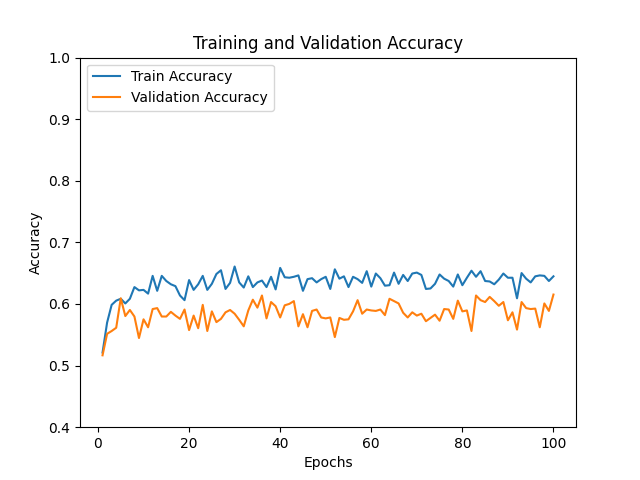 Training and Validation Accuracy
Train Accuracy
Validation Accuracy
1.0
0.9
0.8
0.7
0.6
0.5
0.4
Accuracy
0 20 40 60 80 100
Epochs